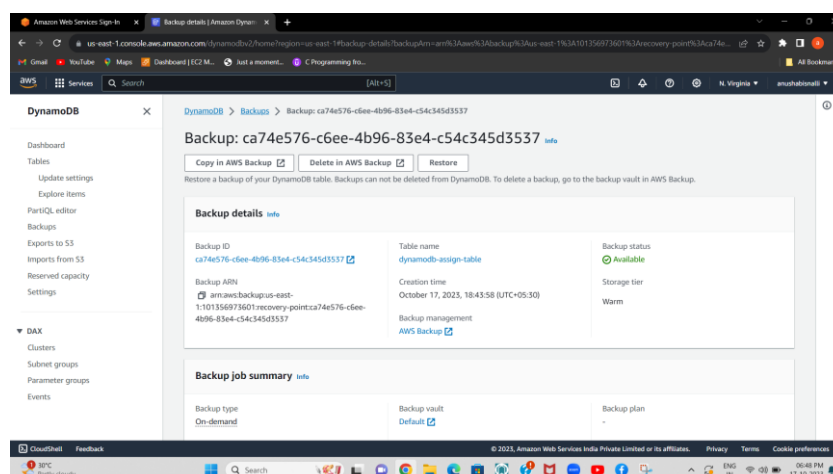 Amazon Web Services Sign-In
Backup details | Amazon Dynam
us-east-1.console.aws.amazon.com/dynamodbv2/home?region=us-east-1#backup-details?backupArn=arn%3Aaws%3Abackup%3Aus-east-1%3A101356973601%3Arecovery-point%3Aca74e...
Gmail YouTube Maps Dashboard | EC2 M... Just a moment... C Programming fro... All Bookmar
aws Services Search [Alt+S] N. Virginia anushabisnalli
DynamoDB
Dashboard
Tables
Update settings
Explore items
PartiQL editor
Backups
Exports to S3
Imports from S3
Reserved capacity
Settings
DAX
Clusters
Subnet groups
Parameter groups
Events
DynamoDB > Backups > Backup: ca74e576-c6ee-4b96-83e4-c54c345d3537
Backup: ca74e576-c6ee-4b96-83e4-c54c345d3537 Info
Copy in AWS Backup Delete in AWS Backup Restore
Restore a backup of your DynamoDB table. Backups can not be deleted from DynamoDB. To delete a backup, go to the backup vault in AWS Backup.
Backup details Info
Backup ID
ca74e576-c6ee-4b96-83e4-c54c345d3537
Backup ARN
arn:aws:backup:us-east-
1:101356973601:recovery-point:ca74e576-c6ee-
4b96-83e4-c54c345d3537
Table name
dynamodb-assign-table
Creation time
October 17, 2023, 18:43:58 (UTC+05:30)
Backup management
AWS Backup
Backup status
Available
Storage tier
Warm
Backup job summary Info
Backup type
On-demand
Backup vault
Default
Backup plan
-
CloudShell Feedback © 2023, Amazon Web Services India Private Limited or its affiliates. Privacy Terms Cookie preferences
30°C
Search
ENG
06:48 PM
17-10-2023